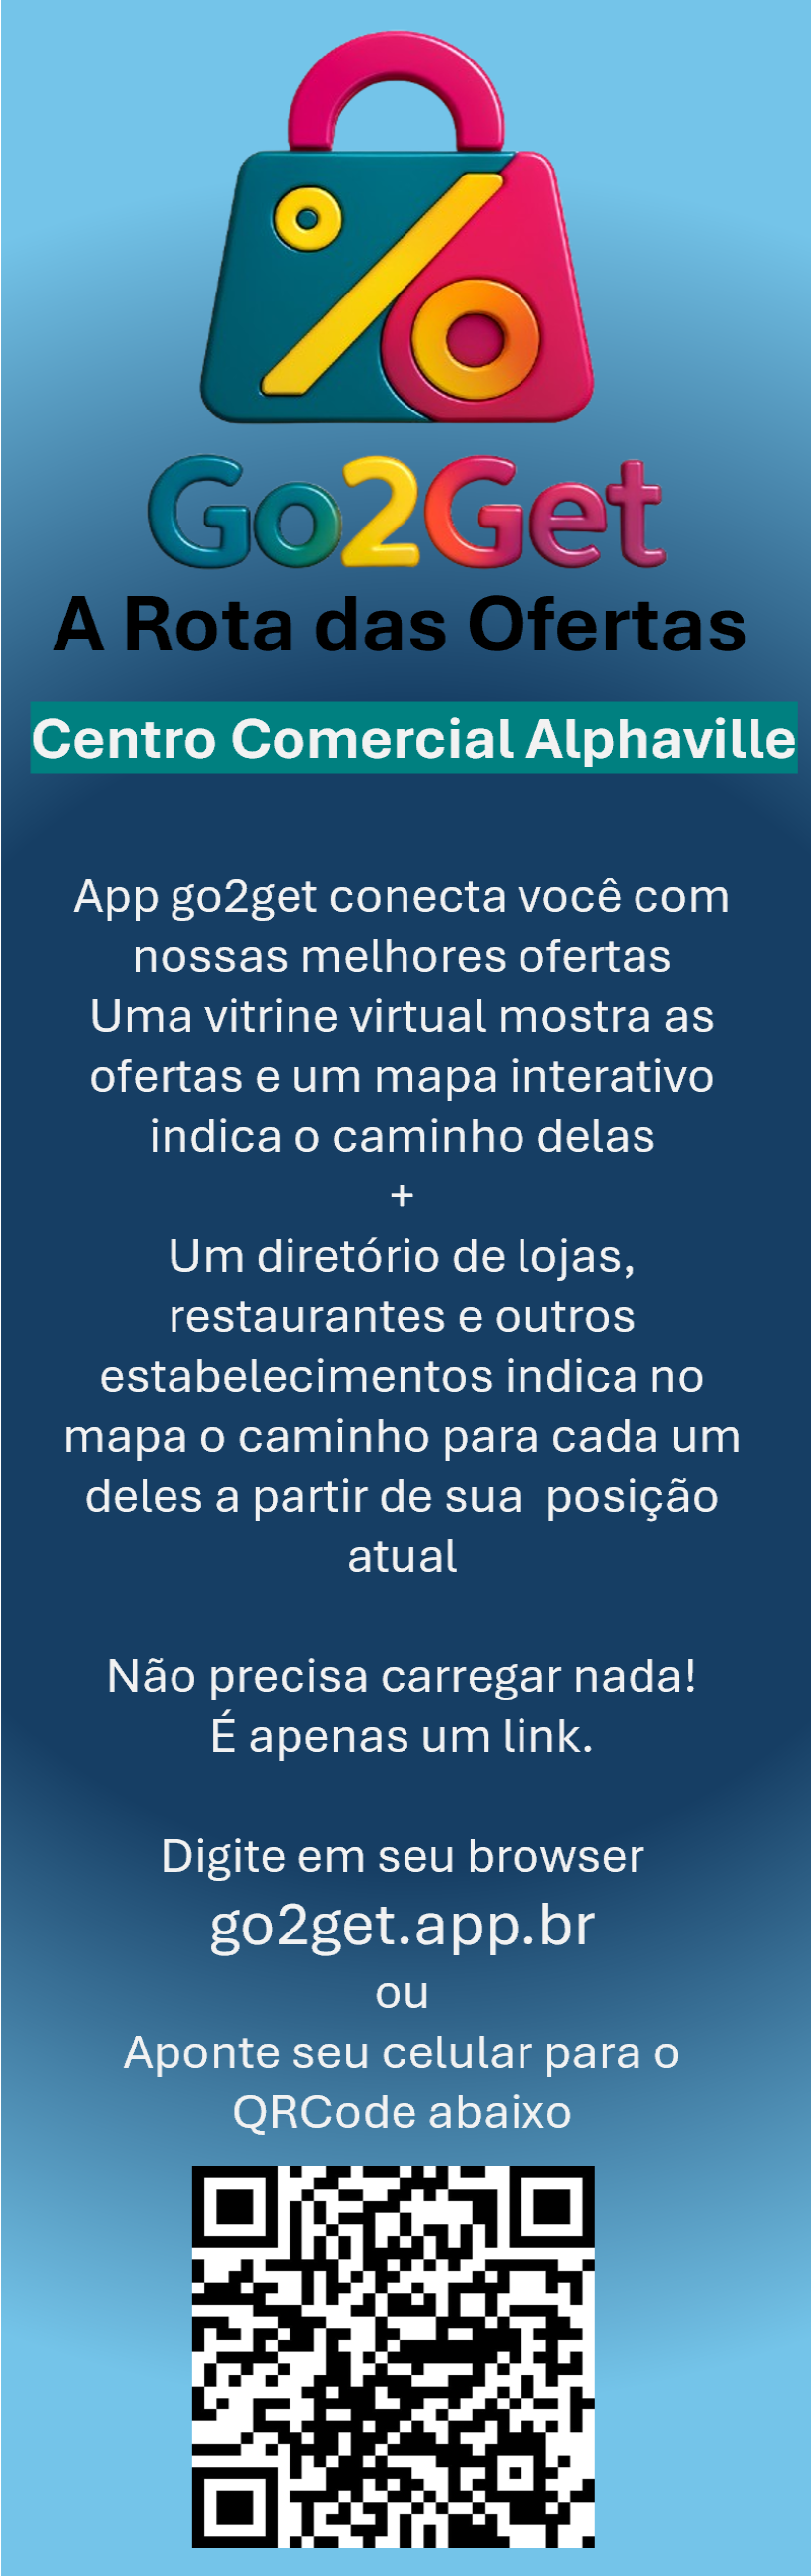 %
Go2Get
A Rota das Ofertas
Centro Comercial Alphaville
App go2get conecta você com
nossas melhores ofertas
Uma vitrine virtual mostra as
ofertas e um mapa interativo
indica o caminho delas
+
Um diretório de lojas,
restaurantes e outros
estabelecimentos indica no
mapa o caminho para cada um
deles a partir de sua  posição
atual
Não precisa carregar nada!
É apenas um link.
Digite em seu browser
go2get.app.br
ou
Aponte seu celular para o
QRCode abaixo